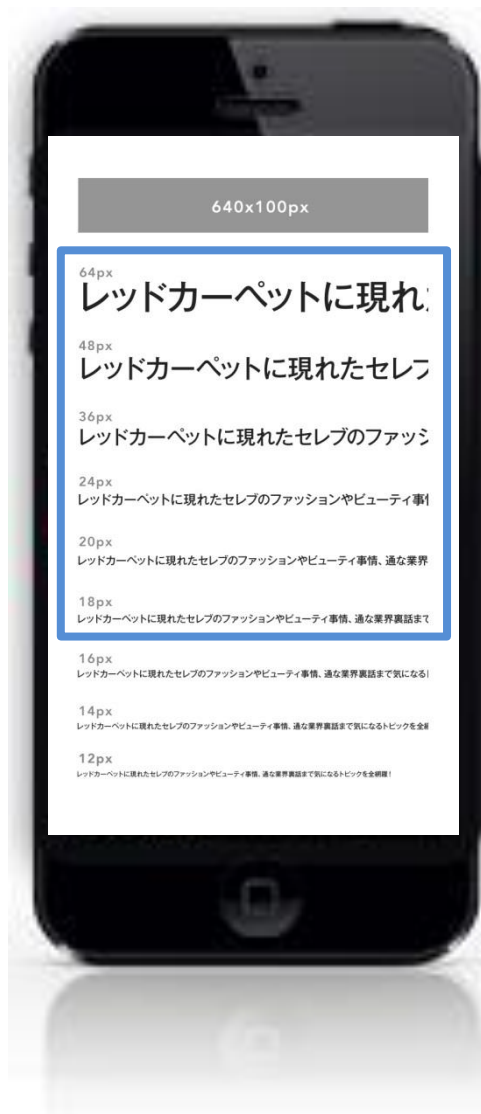 640x100px
64px
レッドカーペットに現れ
48px
レッドカーペットに現れたセレブ
36px
レッドカーペットに現れたセレブのファッシ
24px
レッドカーペットに現れたセレブのファッションやビューティ事情
20px
レッドカーペットに現れたセレブのファッションやビューティ事情、通な業界
18px
レッドカーペットに現れたセレブのファッションやビューティ事情、通な業界裏話まで
16px
レッドカーペットに現れたセレブのファッションやビューティ事情、通な業界裏話まで気になる
14px
レッドカーペットに現れたセレブのファッションやビューティ事情、通な業界裏話まで気になるトピックを全網
12px
レッドカーペットに現れたセレブのファッションやビューティ事情、通な業界裏話まで気になるトピックを全網羅！